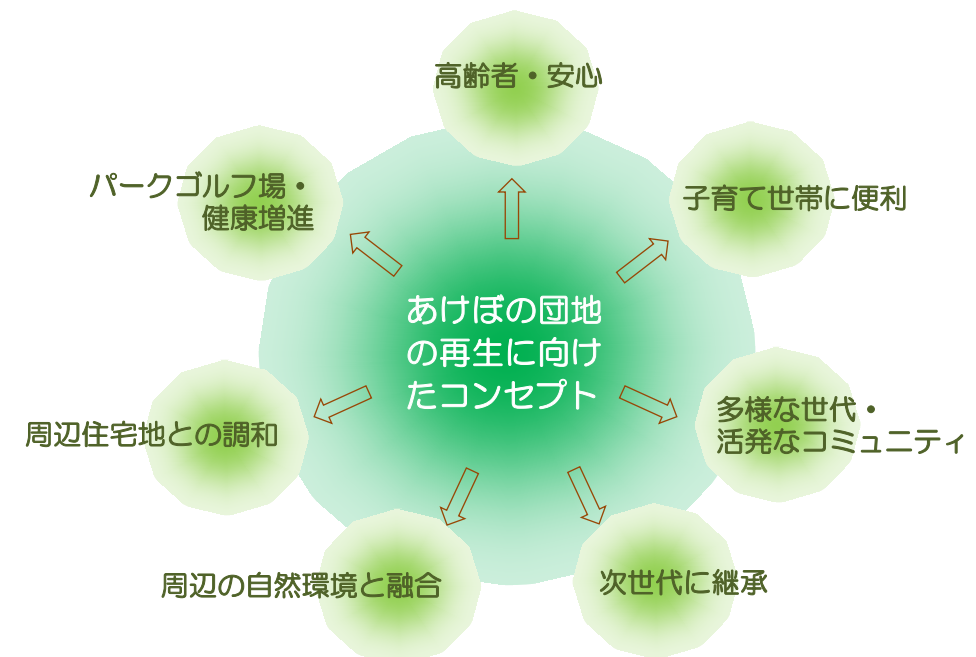 高齢者・安心
パークゴルフ場・
健康増進
子育て世帯に便利
あけぼの団地
の再生に向け
たコンセプト
多様な世代・
活発なコミュニティ
周辺住宅地との調和
周辺の自然環境と融合
次世代に継承